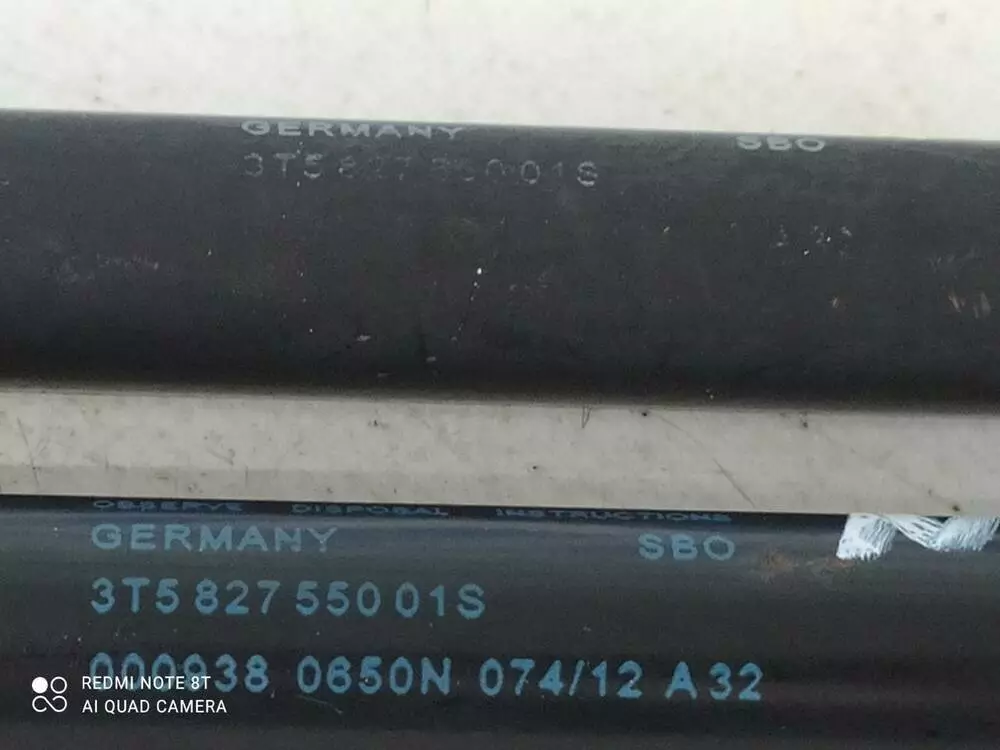 GERMANY SBO
3T5 827 550 01S
OBSERVE DISPOSAL INSTRUCTIONS
GERMANY SBO
3T5 827 550 01S
000938 0650N 074/12 A 32
REDMI NOTE 8T
AI QUAD CAMERA